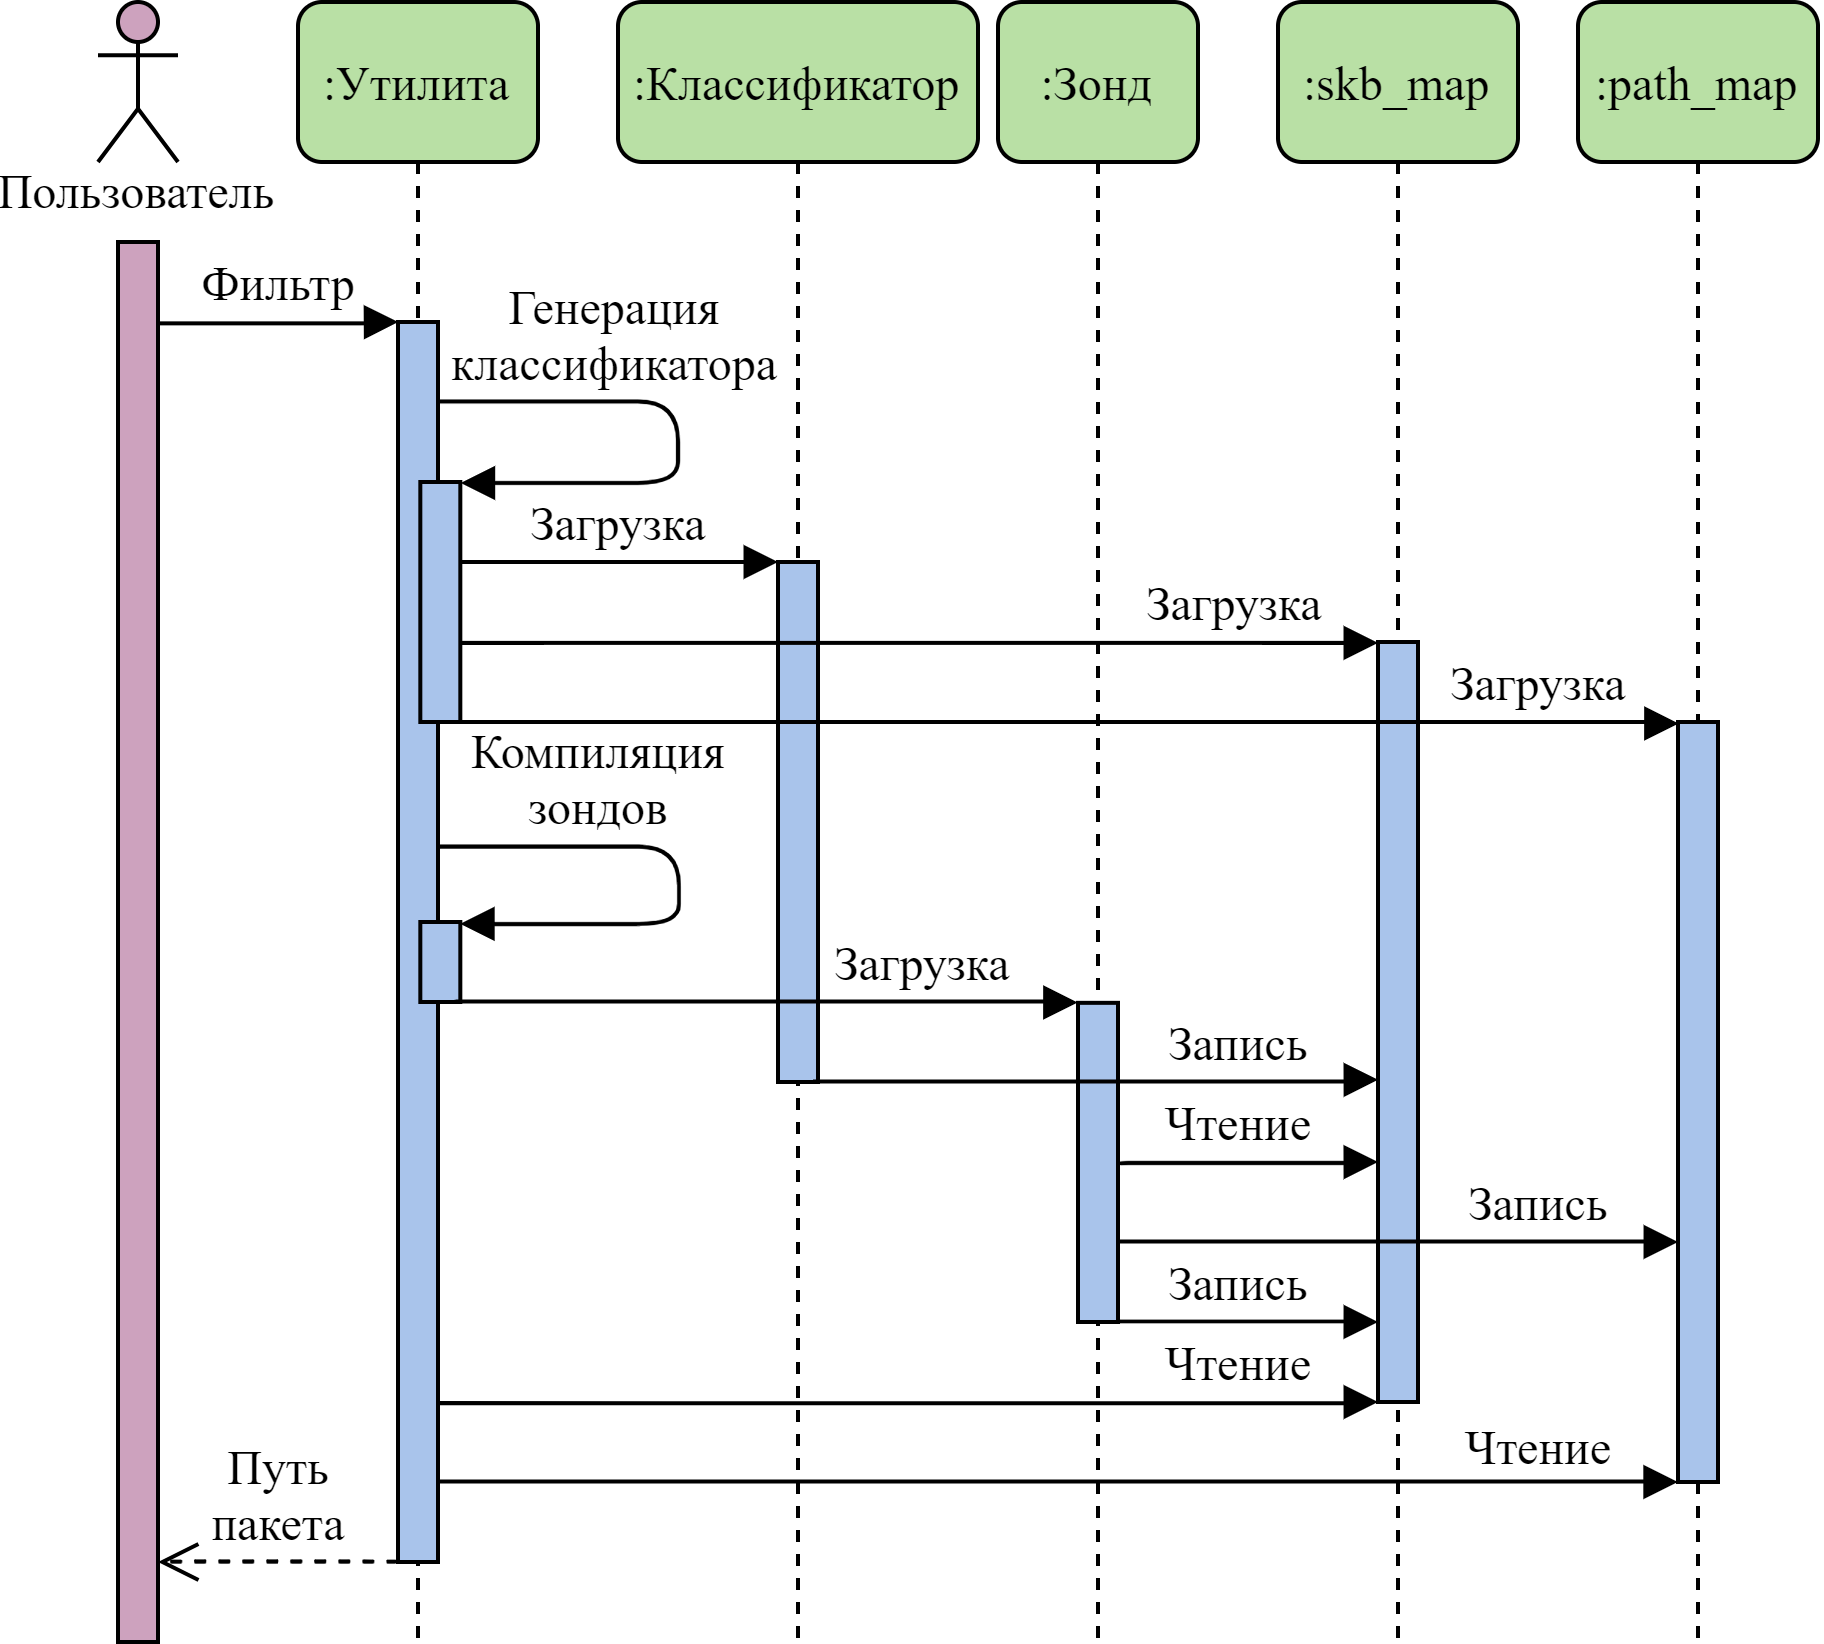 :Утилита
:Классификатор
:Зонд
:skb_map
:path_map
Пользователь
Фильтр
Генерация
классификатора
Загрузка
Загрузка
Загрузка
Компиляция
зондов
Загрузка
Запись
Чтение
Запись
Запись
Чтение
Чтение
Путь
пакета